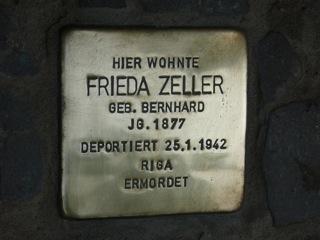 HIER WOHNTE
FRIEDA ZELLER
GEB. BERNHARD
JG. 1877
DEPORTIERT 25.1.1942
RIGA
ERMORDET